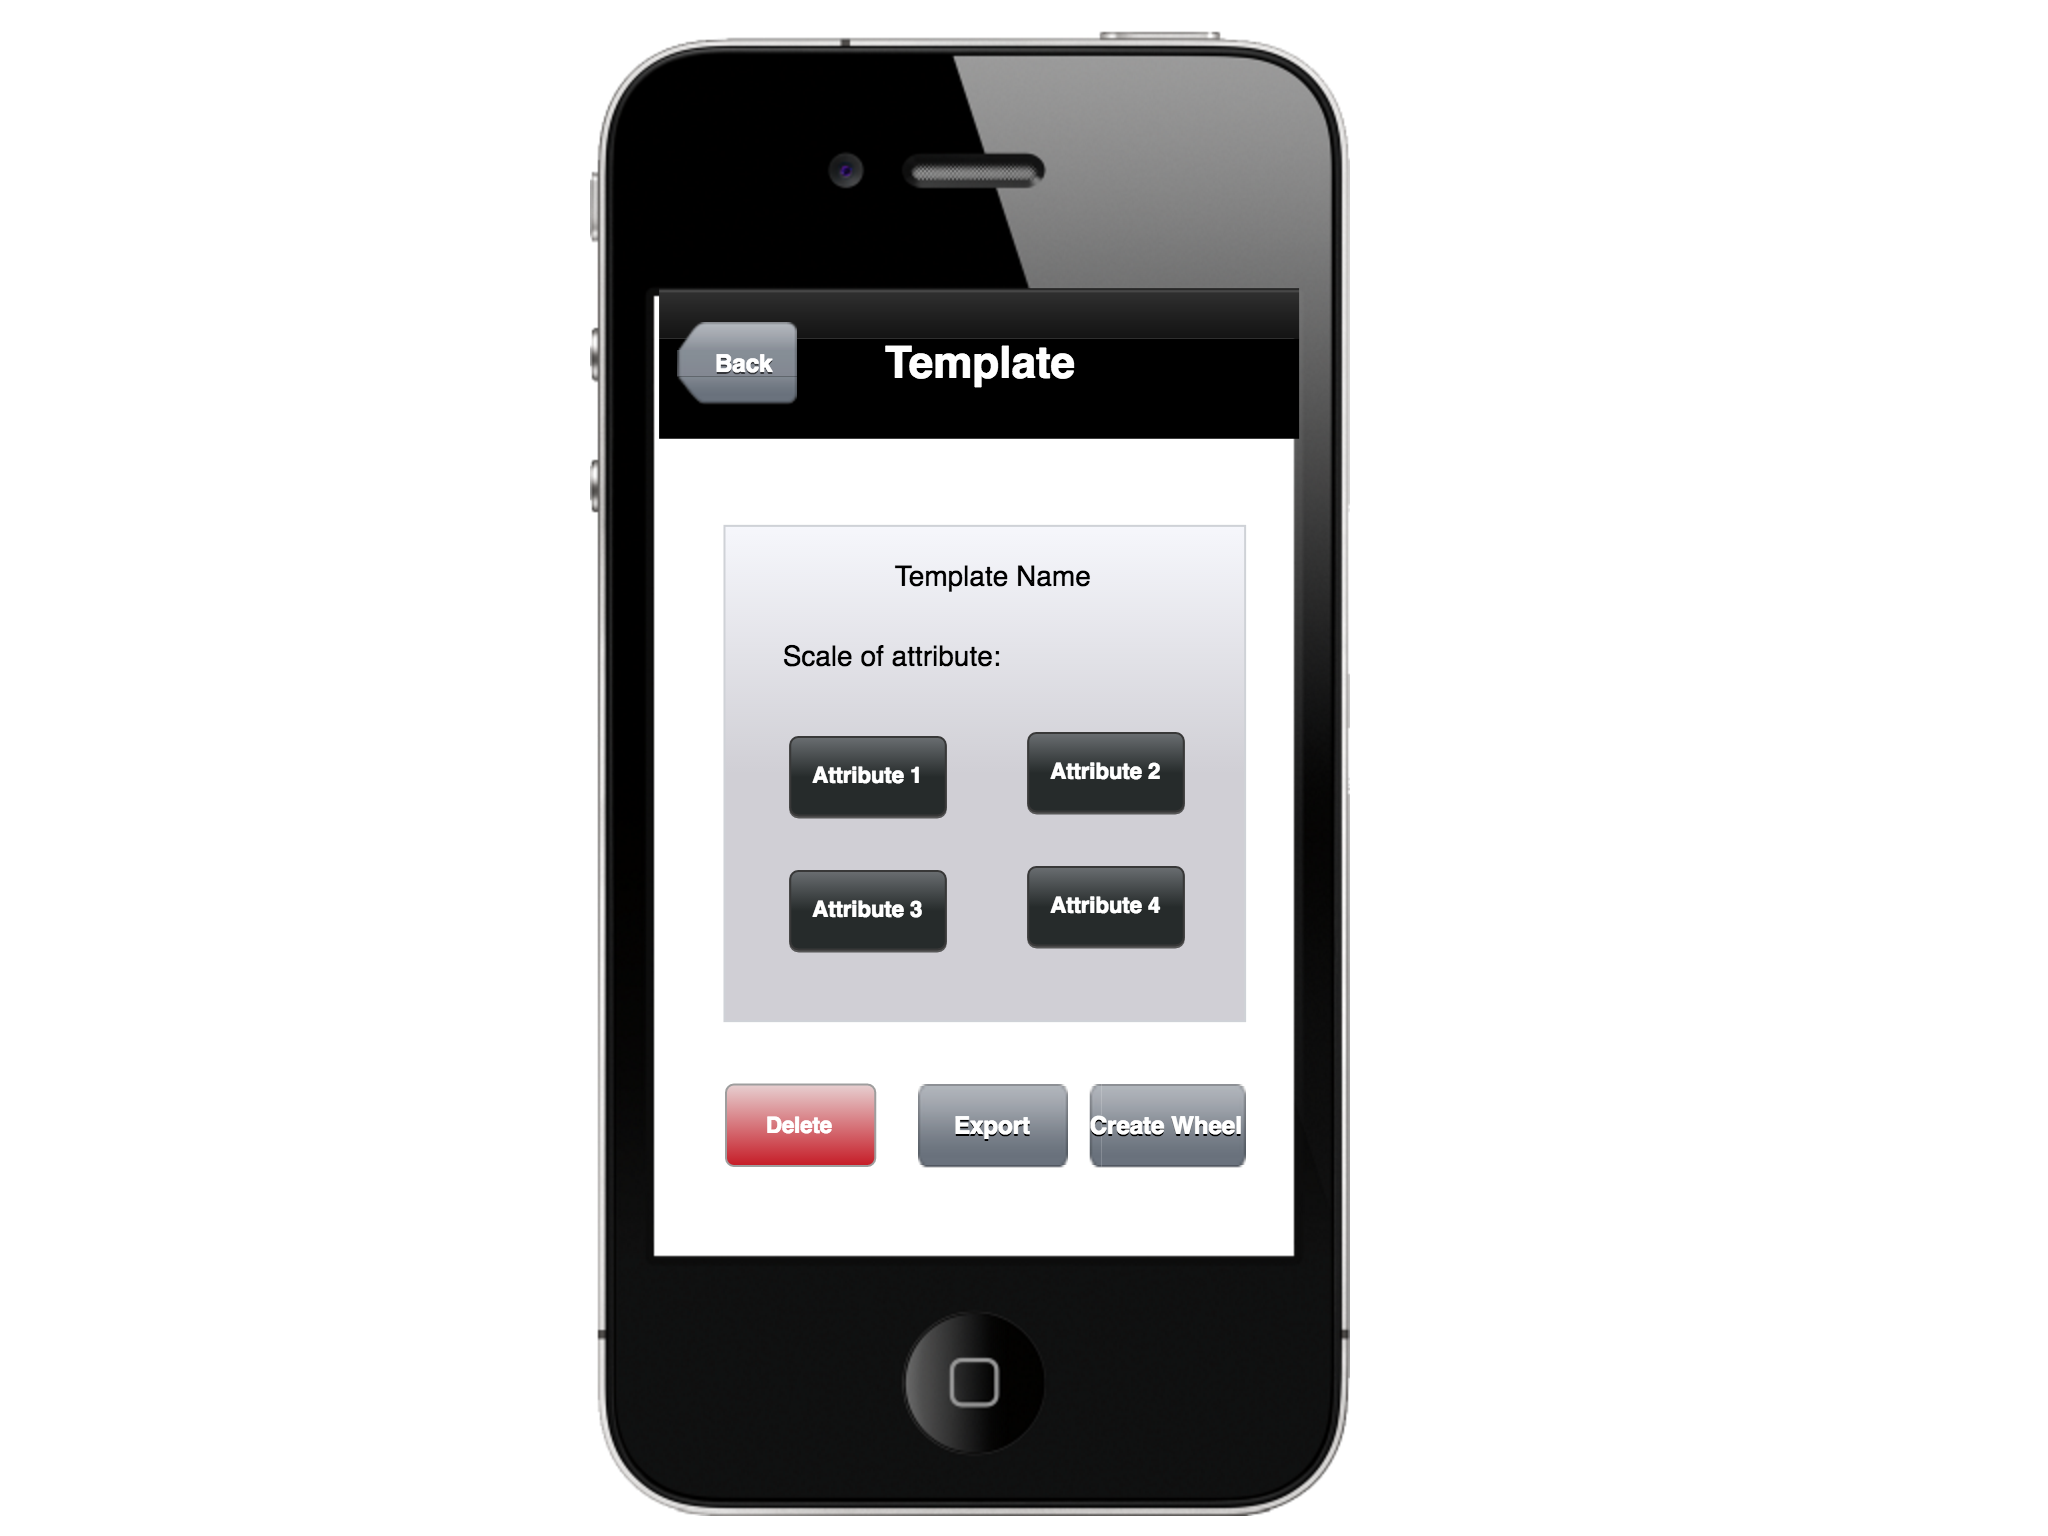 Back
Template
Template Name
Scale of attribute:
Attribute 1
Attribute 2
Attribute 3
Attribute 4
Delete
Export
Create Wheel